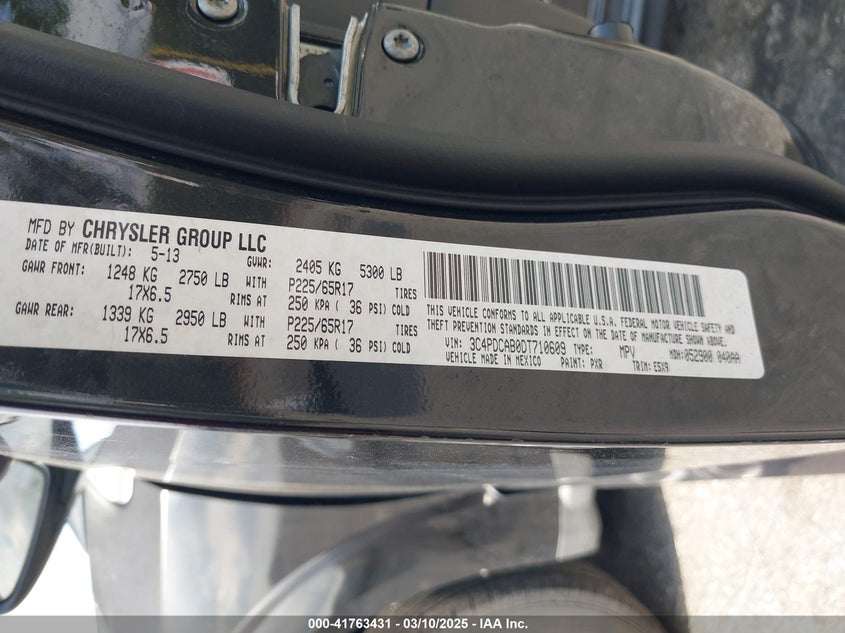 MFD BY CHRYSLER GROUP LLC
DATE OF MFR(BUILT): 5-13 GVWR: 2405 KG 5300 LB
GAWR FRONT: 1248 KG 2750 LB WITH P225/65R17 TIRES
17X6.5 RIMS AT 250 KPA ( 36 PSI) COLD
GAWR REAR: 1339 KG 2950 LB WITH P225/65R17 TIRES
17X6.5 RIMS AT 250 KPA ( 36 PSI) COLD
THIS VEHICLE CONFORMS TO ALL APPLICABLE U.S.A. FEDERAL MOTOR VEHICLE SAFETY AND
THEFT PREVENTION STANDARDS IN EFFECT ON THE DATE OF MANUFACTURE SHOWN ABOVE.
VIN: 3C4PDCAB0DT710609 TYPE: MPV MDH: 052900 040AA
VEHICLE MADE IN MEXICO PAINT: PXR TRIM: ESX9
000-41763431 - 03/10/2025 - IAA Inc.